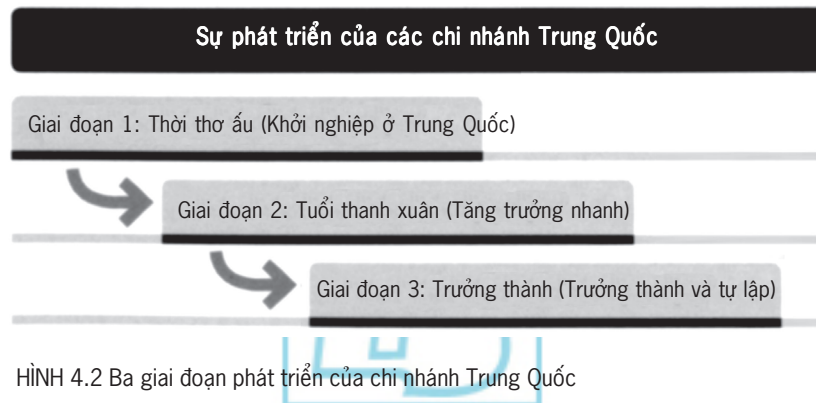 Sự phát triển của các chi nhánh Trung Quốc
Giai đoạn 1: Thời thơ ấu (Khởi nghiệp ở Trung Quốc)
Giai đoạn 2: Tuổi thanh xuân (Tăng trưởng nhanh)
Giai đoạn 3: Trưởng thành (Trưởng thành và tự lập)
HÌNH 4.2 Ba giai đoạn phát triển của chi nhánh Trung Quốc